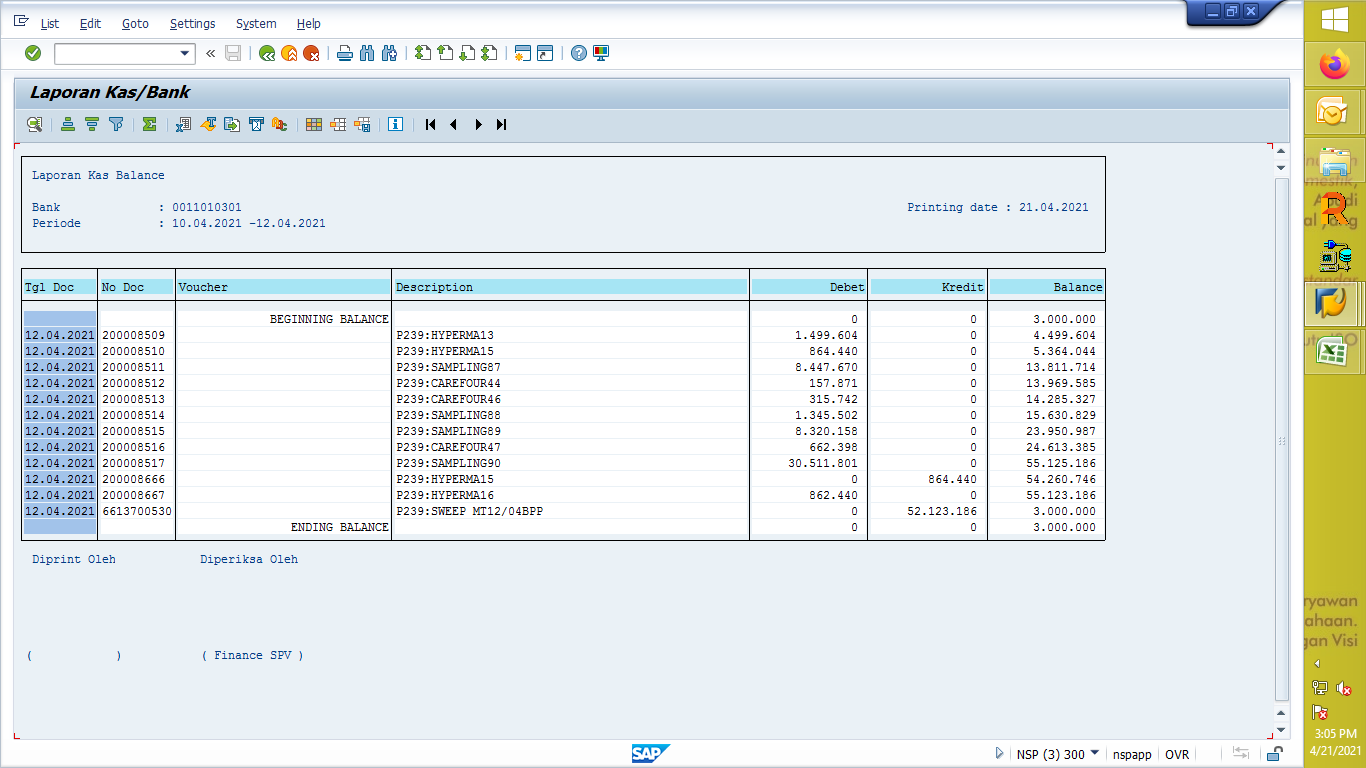 List Edit Goto Settings System Help
Laporan Kas/Bank
Laporan Kas Balance
Bank : 0011010301 Printing date : 21.04.2021
Periode : 10.04.2021 -12.04.2021
Tgl Doc No Doc Voucher Description Debet Kredit Balance
BEGINNING BALANCE 0 0 3.000.000
12.04.2021 200008509 P239:HYPERMA13 1.499.604 0 4.499.604
12.04.2021 200008510 P239:HYPERMA15 864.440 0 5.364.044
12.04.2021 200008511 P239:SAMPLING87 8.447.670 0 13.811.714
12.04.2021 200008512 P239:CAREFOUR44 157.871 0 13.969.585
12.04.2021 200008513 P239:CAREFOUR46 315.742 0 14.285.327
12.04.2021 200008514 P239:SAMPLING88 1.345.502 0 15.630.829
12.04.2021 200008515 P239:SAMPLING89 8.320.158 0 23.950.987
12.04.2021 200008516 P239:CAREFOUR47 662.398 0 24.613.385
12.04.2021 200008517 P239:SAMPLING90 30.511.801 0 55.125.186
12.04.2021 200008666 P239:HYPERMA15 0 864.440 54.260.746
12.04.2021 200008667 P239:HYPERMA16 862.440 0 55.123.186
12.04.2021 6613700530 P239:SWEEP MT12/04BPP 0 52.123.186 3.000.000
ENDING BALANCE 0 0 3.000.000
Diprint Oleh Diperiksa Oleh
( ) ( Finance SPV )
SAP NSP (3) 300 nspapp OVR
ryawan
ahaan.
gan Visi
3:05 PM
4/21/2021